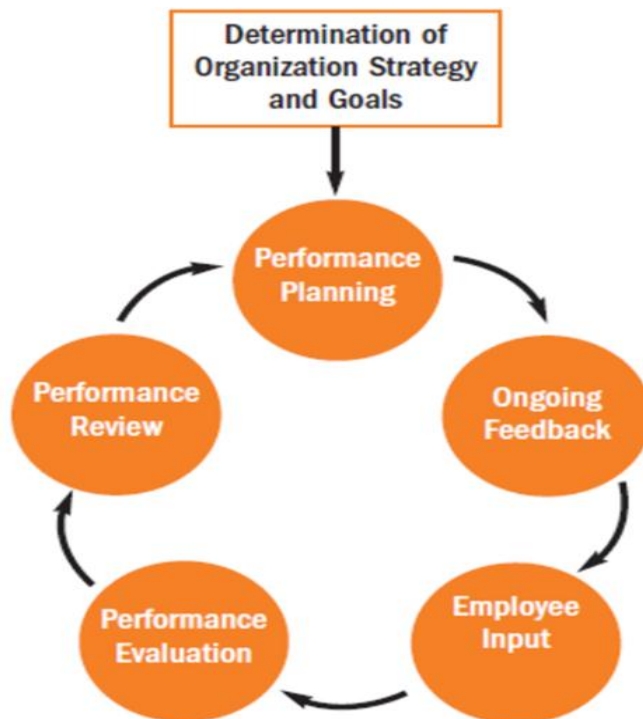 Determination of
Organization Strategy
and Goals
Performance
Planning
Ongoing
Feedback
Employee
Input
Performance
Evaluation
Performance
Review